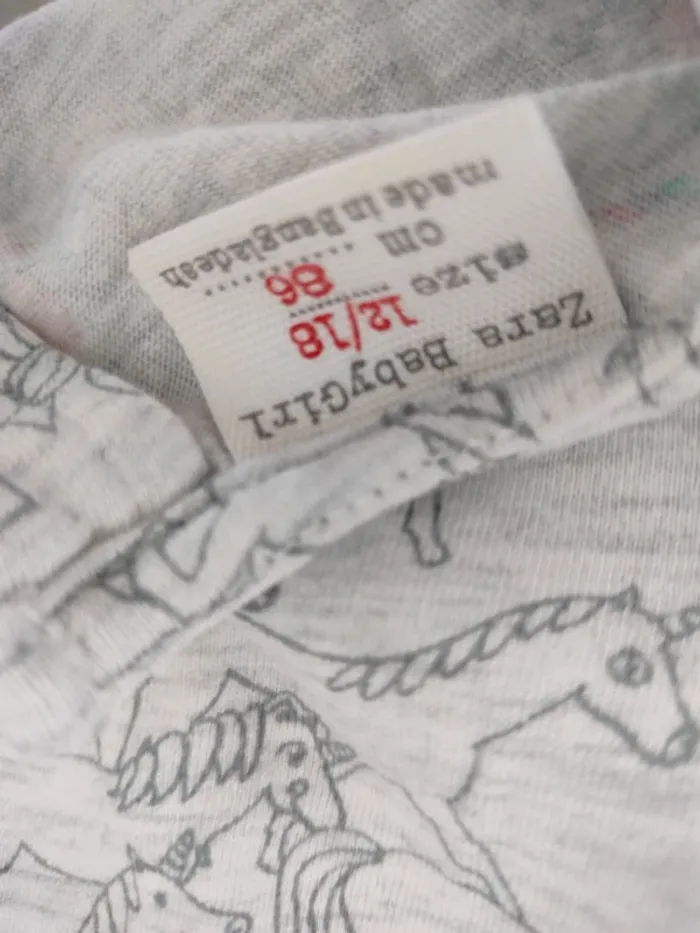 Zara BabyGirl
size 12/18
cm 86
made in Bangladesh